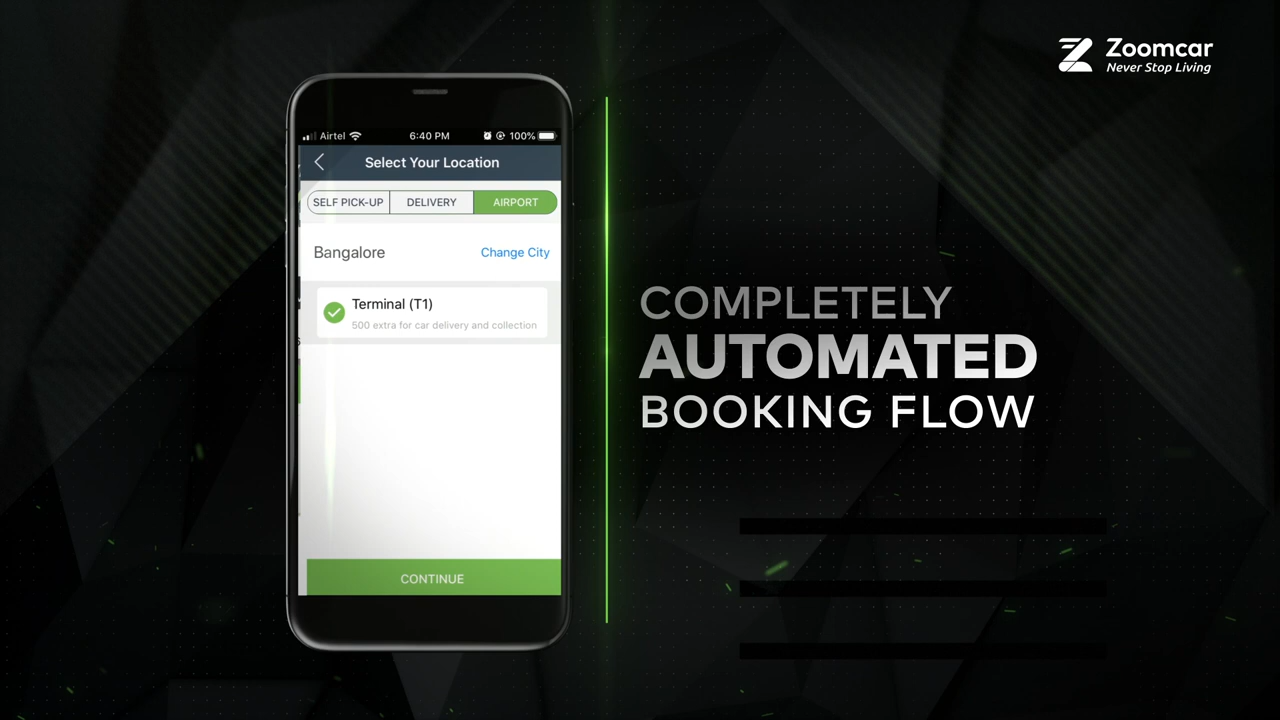 Zoomcar
Never Stop Living
Airtel 6:40 PM 100%
Select Your Location
SELF PICK-UP DELIVERY AIRPORT
Bangalore Change City
Terminal (T1)
500 extra for car delivery and collection
CONTINUE
COMPLETELY
AUTOMATED
BOOKING FLOW